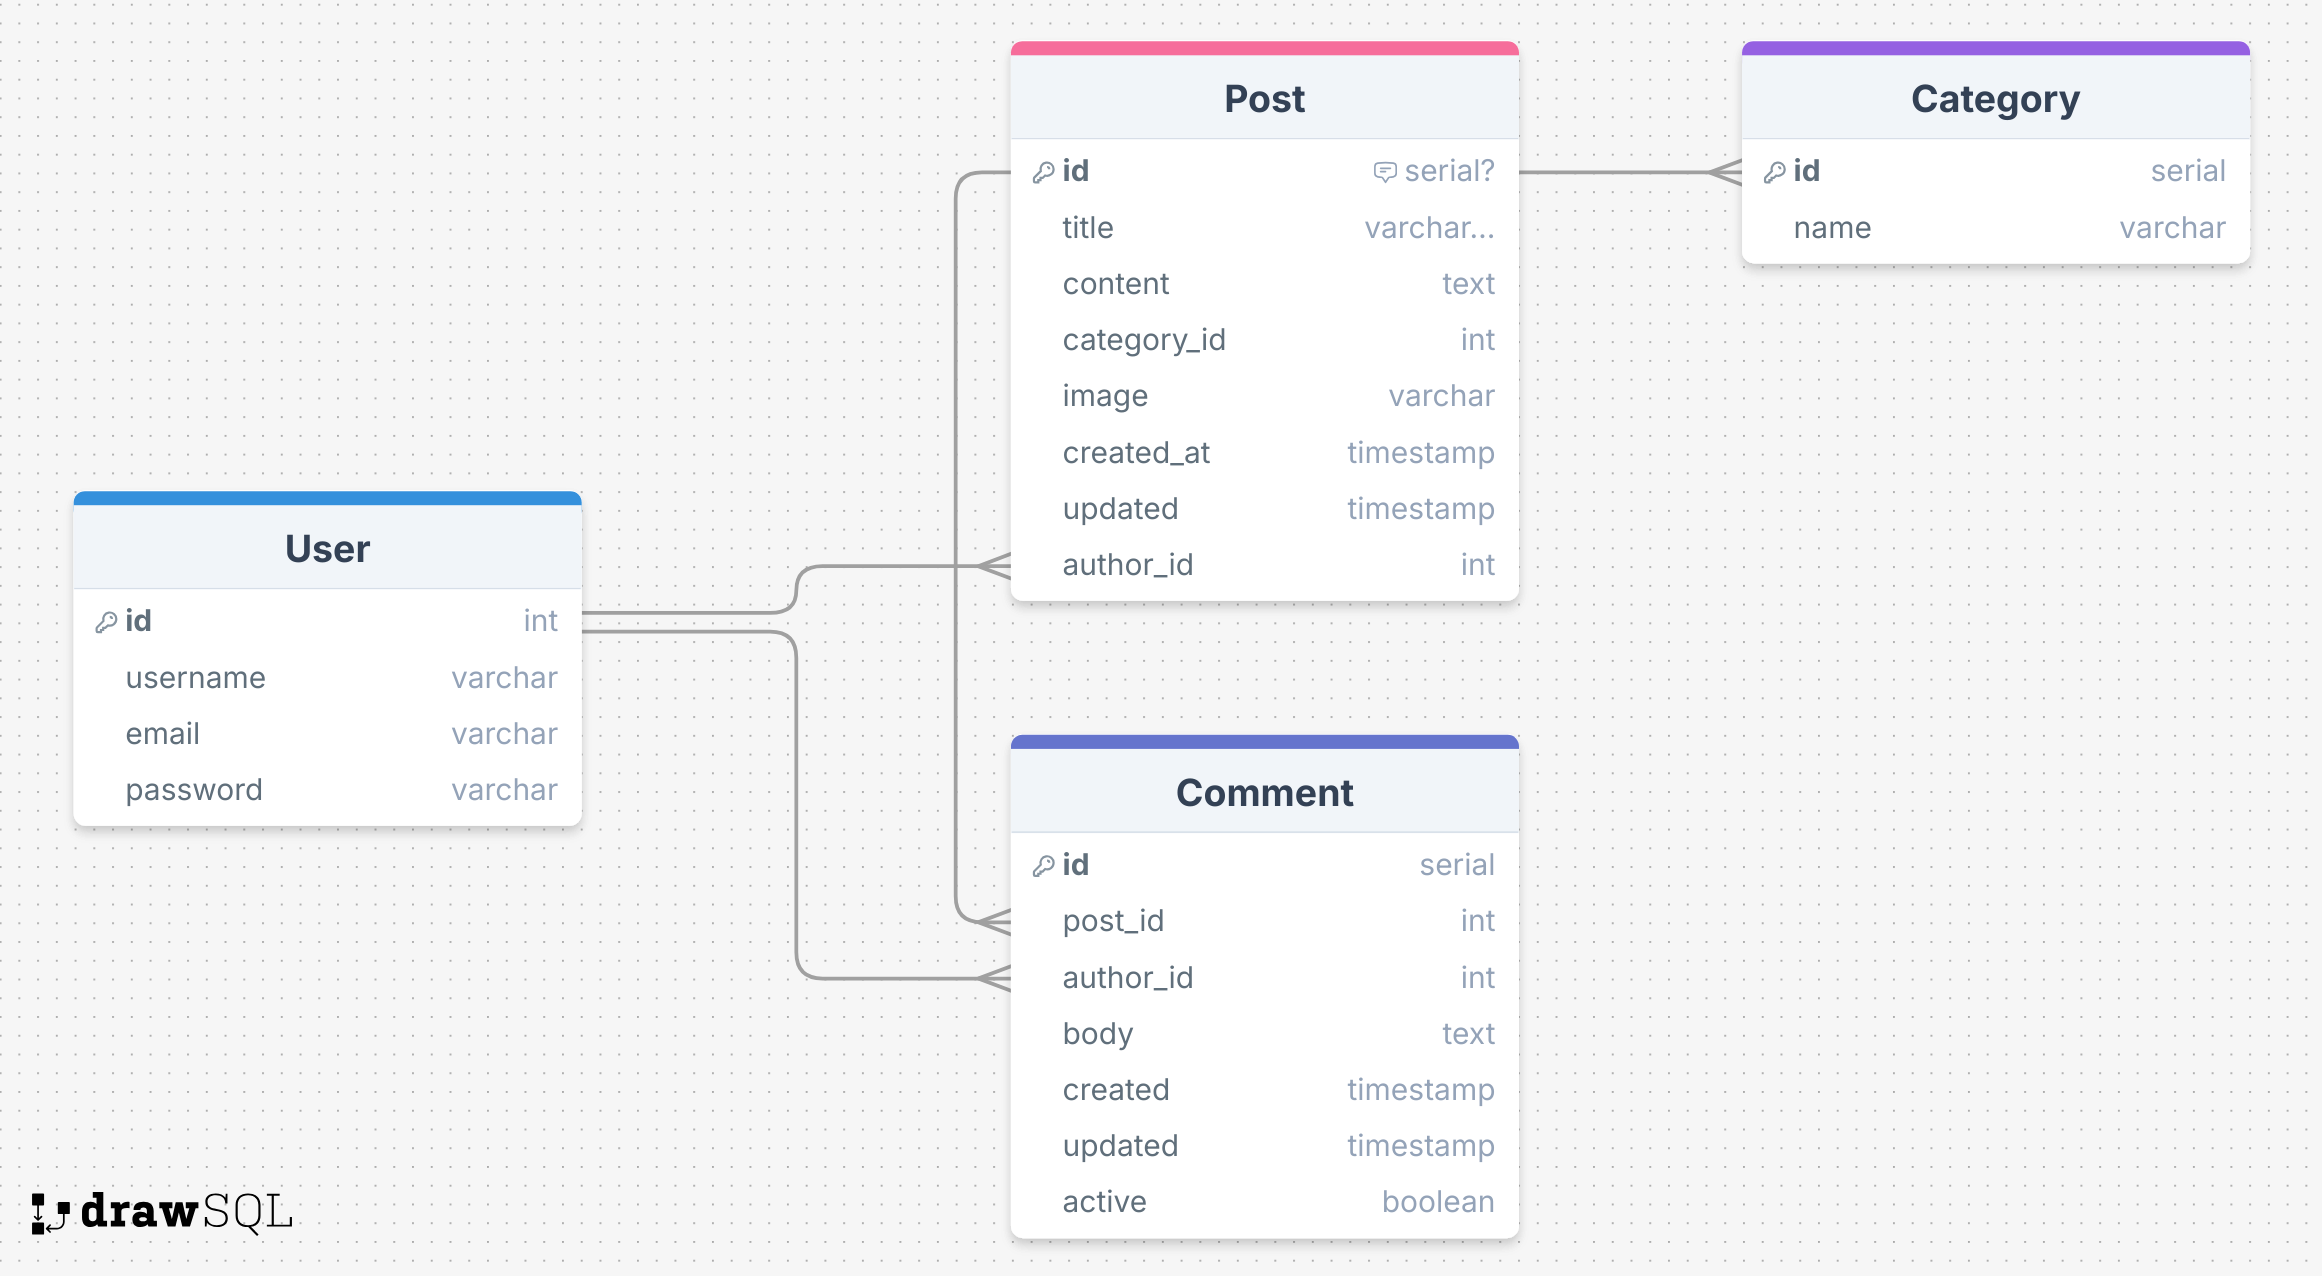 Post
id serial?
title varchar...
content text
category_id int
image varchar
created_at timestamp
updated timestamp
author_id int
Category
id serial
name varchar
User
id int
username varchar
email varchar
password varchar
Comment
id serial
post_id int
author_id int
body text
created timestamp
updated timestamp
active boolean
drawSQL